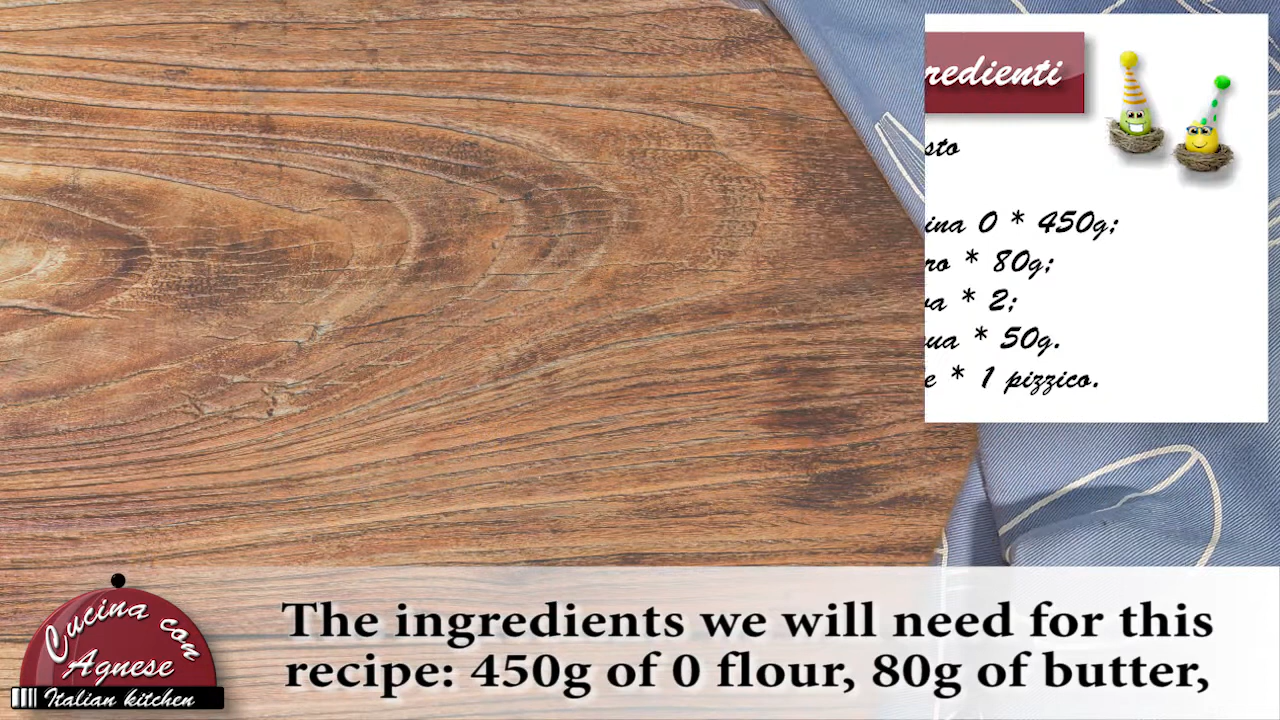 redienti
sto
ina 0 * 450g;
ro * 80g;
va * 2;
ua * 50g.
e * 1 pizzico.
The ingredients we will need for this
recipe: 450g of 0 flour, 80g of butter,
Cucina con
Agnese
Italian kitchen